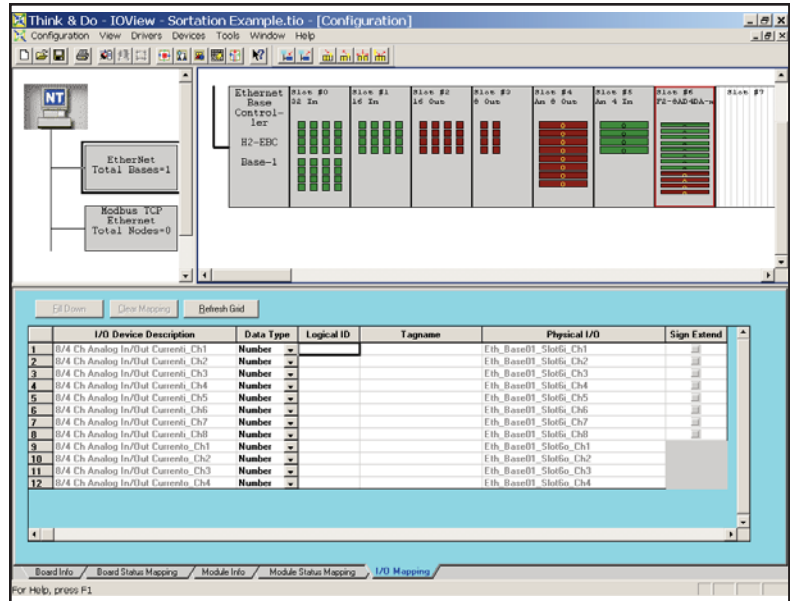 Think & Do - IOView - Sortation Example.tio - [Configuration]
Configuration View Drivers Devices Tools Window Help
NT
EtherNet
Total Bases=1
Modbus TCP
Ethernet
Total Nodes=0
Ethernet
Base
Control-
ler
H2-EBC
Base-1
Slot #0
32 In
Slot #1
16 In
Slot #2
16 Out
Slot #3
8 Out
Slot #4
An 8 Out
Slot #5
An 4 In
Slot #6
F2-8AD4DA-
Slot #7
Fill Down Clear Mapping Refresh Grid
I/O Device Description Data Type Logical ID Tagname Physical I/O Sign Extend
1 8/4 Ch Analog In/Out Currenti_Ch1 Number Eth_Base01_Slot6i_Ch1
2 8/4 Ch Analog In/Out Currenti_Ch2 Number Eth_Base01_Slot6i_Ch2
3 8/4 Ch Analog In/Out Currenti_Ch3 Number Eth_Base01_Slot6i_Ch3
4 8/4 Ch Analog In/Out Currenti_Ch4 Number Eth_Base01_Slot6i_Ch4
5 8/4 Ch Analog In/Out Currenti_Ch5 Number Eth_Base01_Slot6i_Ch5
6 8/4 Ch Analog In/Out Currenti_Ch6 Number Eth_Base01_Slot6i_Ch6
7 8/4 Ch Analog In/Out Currenti_Ch7 Number Eth_Base01_Slot6i_Ch7
8 8/4 Ch Analog In/Out Currenti_Ch8 Number Eth_Base01_Slot6i_Ch8
9 8/4 Ch Analog In/Out Currento_Ch1 Number Eth_Base01_Slot6o_Ch1
10 8/4 Ch Analog In/Out Currento_Ch2 Number Eth_Base01_Slot6o_Ch2
11 8/4 Ch Analog In/Out Currento_Ch3 Number Eth_Base01_Slot6o_Ch3
12 8/4 Ch Analog In/Out Currento_Ch4 Number Eth_Base01_Slot6o_Ch4
Board Info Board Status Mapping Module Info Module Status Mapping I/O Mapping
For Help, press F1